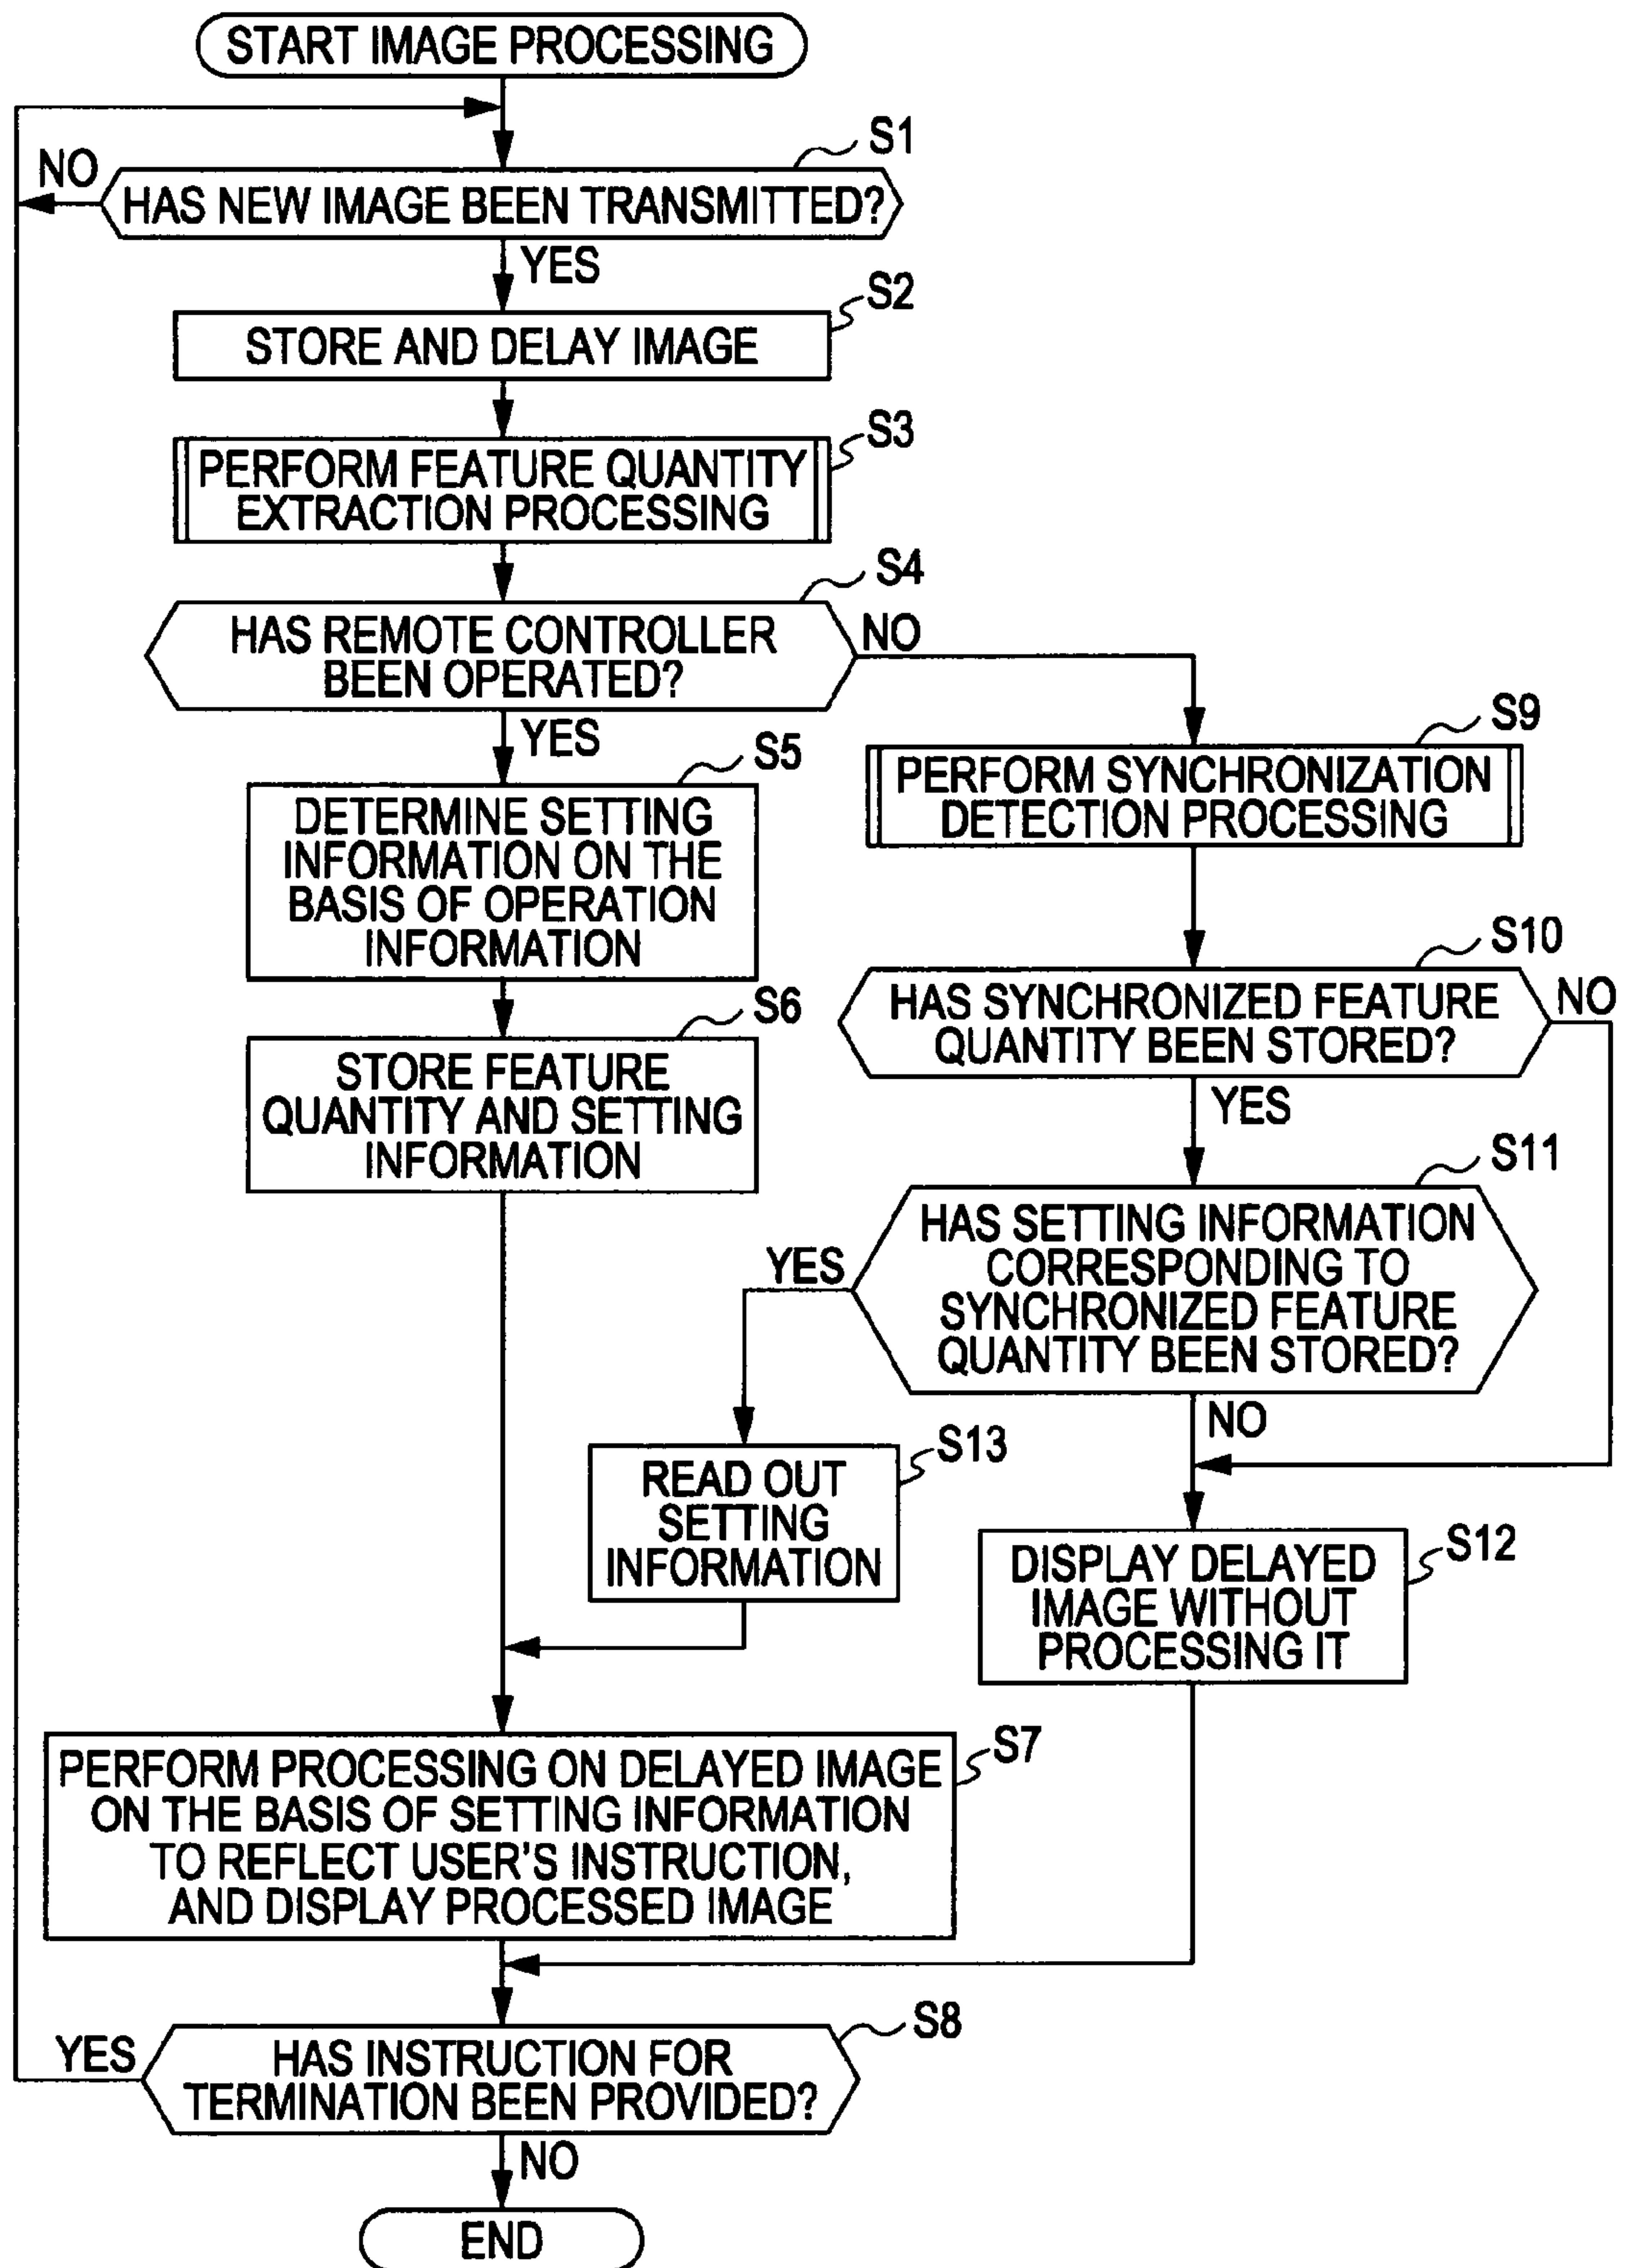 START IMAGE PROCESSING
S1
NO
HAS NEW IMAGE BEEN TRANSMITTED?
YES
S2
STORE AND DELAY IMAGE
S3
PERFORM FEATURE QUANTITY
EXTRACTION PROCESSING
S4
HAS REMOTE CONTROLLER
BEEN OPERATED?
NO
YES
S5
DETERMINE SETTING
INFORMATION ON THE
BASIS OF OPERATION
INFORMATION
S6
STORE FEATURE
QUANTITY AND SETTING
INFORMATION
S9
PERFORM SYNCHRONIZATION
DETECTION PROCESSING
S10
HAS SYNCHRONIZED FEATURE
QUANTITY BEEN STORED?
NO
YES
S11
HAS SETTING INFORMATION
CORRESPONDING TO
SYNCHRONIZED FEATURE
QUANTITY BEEN STORED?
YES
NO
S13
READ OUT
SETTING
INFORMATION
S12
DISPLAY DELAYED
IMAGE WITHOUT
PROCESSING IT
S7
PERFORM PROCESSING ON DELAYED IMAGE
ON THE BASIS OF SETTING INFORMATION
TO REFLECT USER'S INSTRUCTION,
AND DISPLAY PROCESSED IMAGE
S8
YES
HAS INSTRUCTION FOR
TERMINATION BEEN PROVIDED?
NO
END